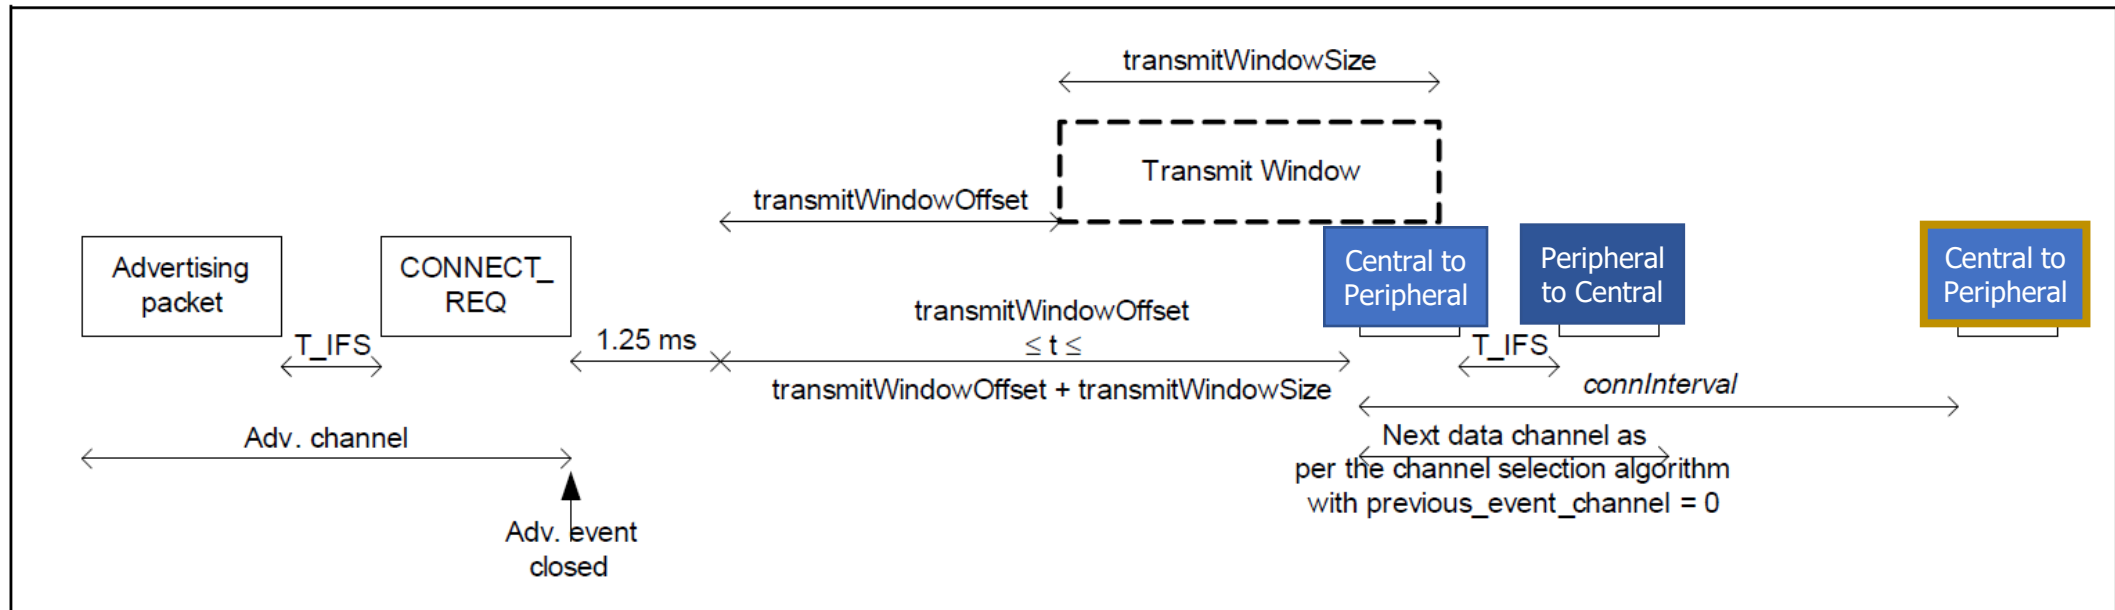 transmitWindowSize
Transmit Window
transmitWindowOffset
Advertising
packet
CONNECT_
REQ
Central to
Peripheral
Peripheral
to Central
Central to
Peripheral
T_IFS
1.25 ms
transmitWindowOffset
≤ t ≤
transmitWindowOffset + transmitWindowSize
T_IFS
connInterval
Adv. channel
Next data channel as
per the channel selection algorithm
with previous_event_channel = 0
Adv. event
closed